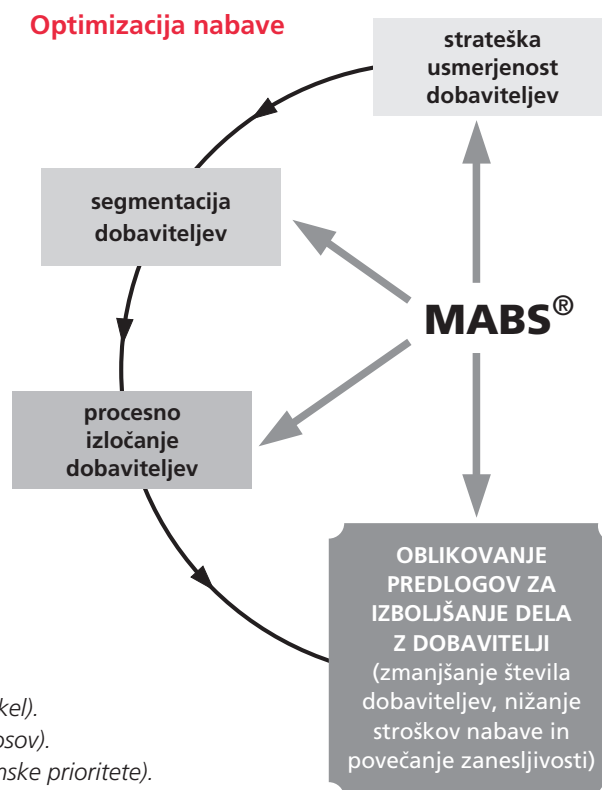 Optimizacija nabave
strateška
usmerjenost
dobaviteljev
segmentacija
dobaviteljev
MABS®
procesno
izločanje
dobaviteljev
OBLIKOVANJE
PREDLOGOV ZA
IZBOLJŠANJE DELA
Z DOBAVITELJI
(zmanjšanje števila
dobaviteljev, nižanje
stroškov nabave in
povečanje zanesljivosti)
kel).
osov).
nske prioritete).